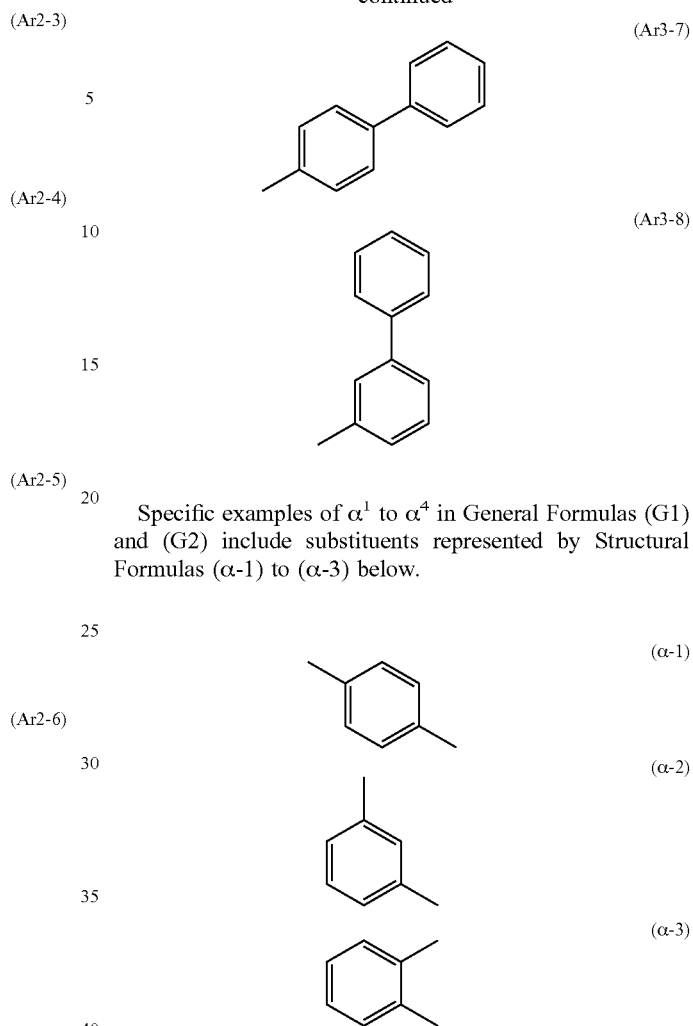 continued
(Ar2-3)
(Ar3-7)
5
(Ar2-4)
(Ar3-8)
10
15
(Ar2-5)
20
Specific examples of α¹ to α⁴ in General Formulas (G1)
and (G2) include substituents represented by Structural
Formulas (α-1) to (α-3) below.
25
(α-1)
(Ar2-6)
30
(α-2)
35
(α-3)
40